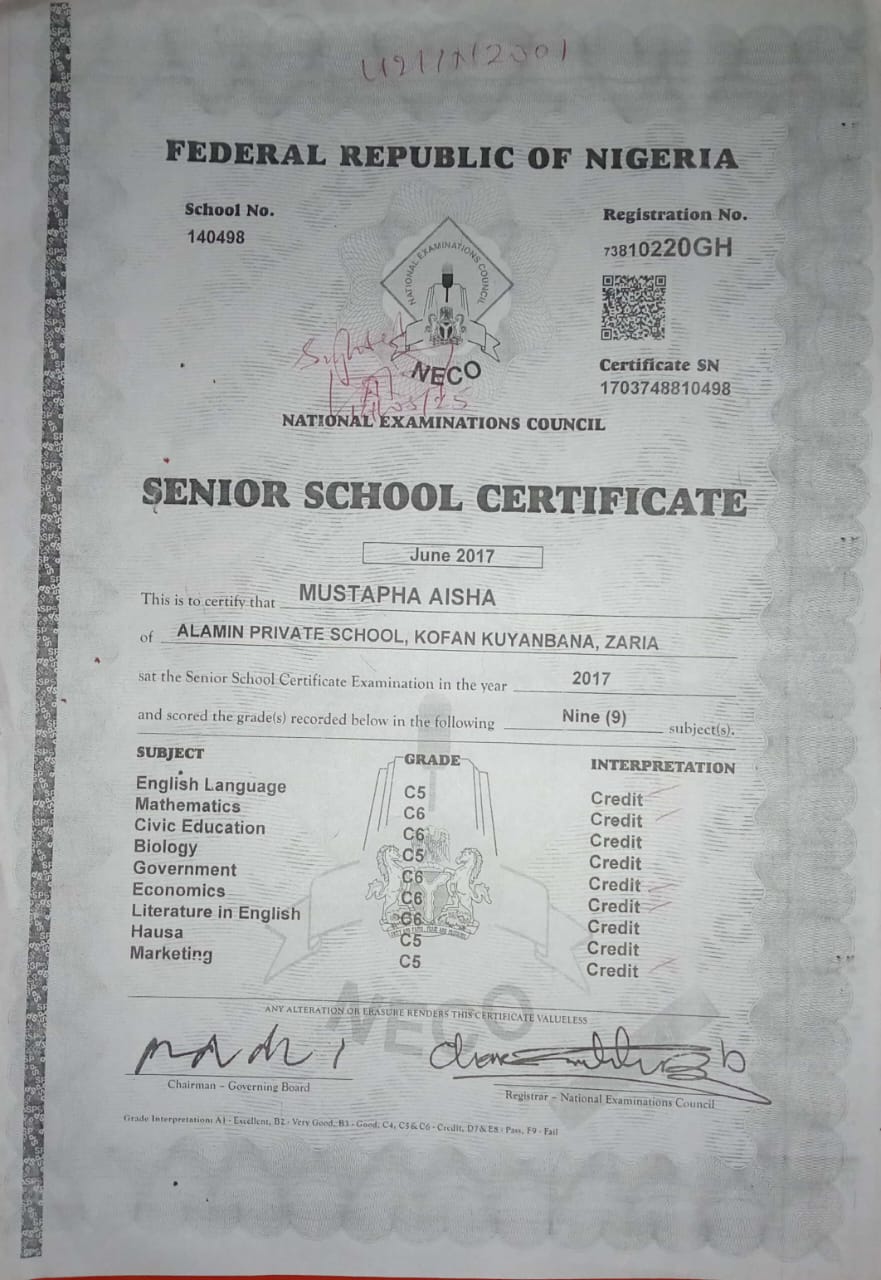 U21/N/2001
FEDERAL REPUBLIC OF NIGERIA
School No.
140498
Registration No.
73810220GH
NATIONAL EXAMINATIONS COUNCIL
NECO
Sighted
Certificate SN
1703748810498
NATIONAL EXAMINATIONS COUNCIL
SENIOR SCHOOL CERTIFICATE
June 2017
This is to certify that MUSTAPHA AISHA
of ALAMIN PRIVATE SCHOOL, KOFAN KUYANBANA, ZARIA
sat the Senior School Certificate Examination in the year 2017
and scored the grade(s) recorded below in the following Nine (9) subject(s).
SUBJECT GRADE INTERPRETATION
English Language C5 Credit
Mathematics C6 Credit
Civic Education C6 Credit
Biology C5 Credit
Government C6 Credit
Economics C6 Credit
Literature in English C6 Credit
Hausa C5 Credit
Marketing C5 Credit
NECO
ANY ALTERATION OR ERASURE RENDERS THIS CERTIFICATE VALUELESS
Chairman – Governing Board
Registrar – National Examinations Council
Grade Interpretation: A1 - Excellent, B2 - Very Good, B3 - Good, C4, C5 & C6 - Credit, D7 & E8 - Pass, F9 - Fail